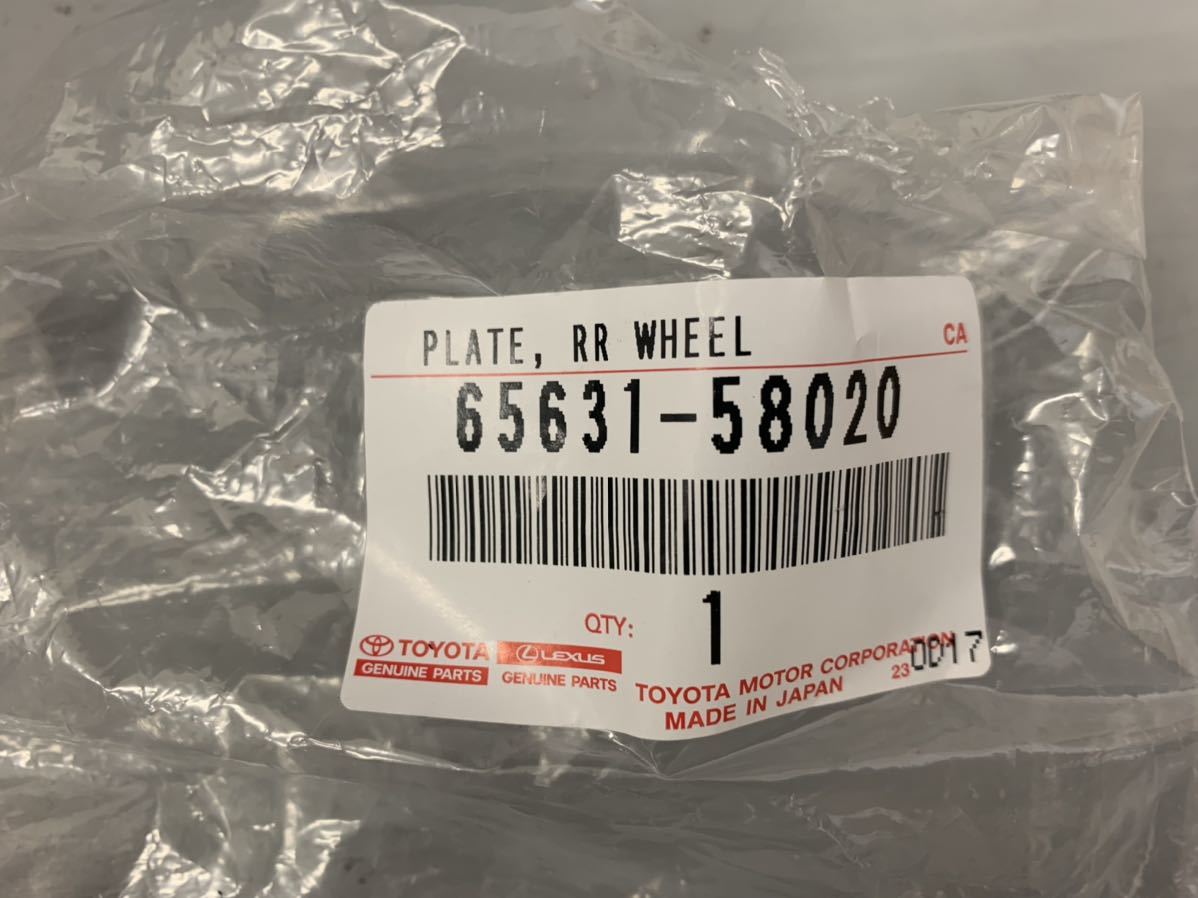 PLATE, RR WHEEL
CA
65631-58020
QTY: 1
TOYOTA
GENUINE PARTS
LEXUS
GENUINE PARTS
TOYOTA MOTOR CORPORATION
MADE IN JAPAN
23
0017